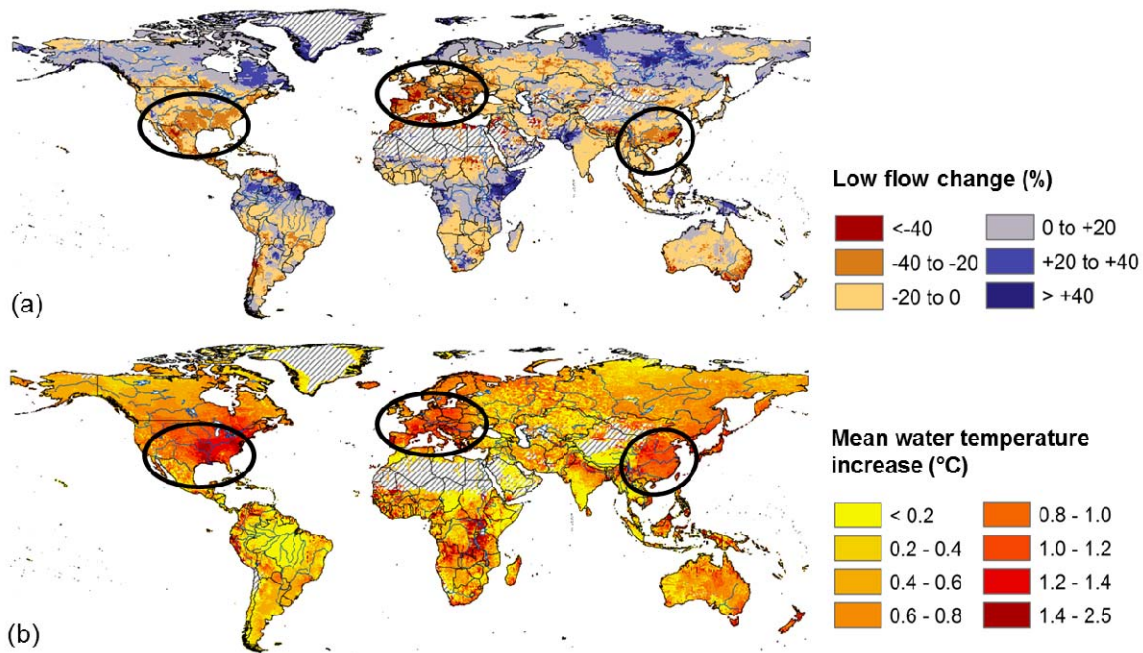 Low flow change (%)
<-40
0 to +20
-40 to -20
+20 to +40
-20 to 0
> +40
(a)
Mean water temperature
increase (°C)
< 0.2
0.8 - 1.0
0.2 - 0.4
1.0 - 1.2
0.4 - 0.6
1.2 - 1.4
0.6 - 0.8
1.4 - 2.5
(b)